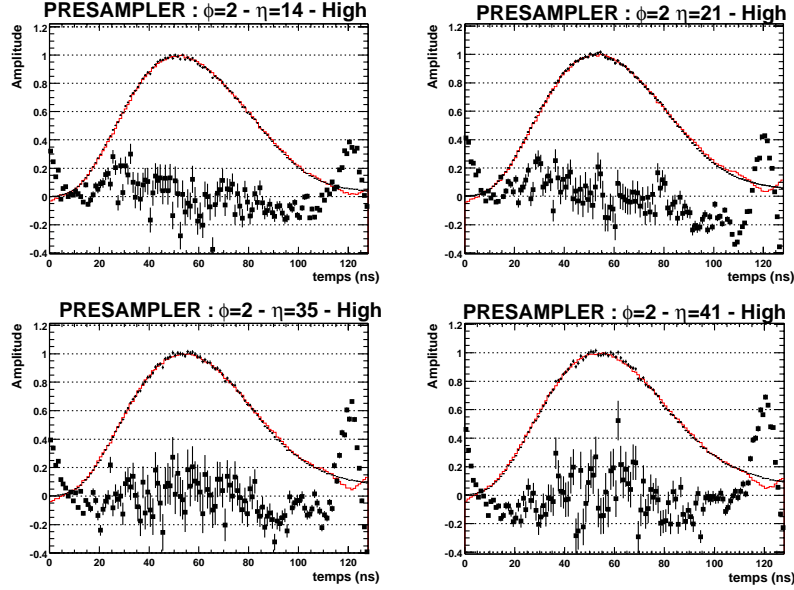 PRESAMPLER : ϕ=2 - η=14 - High
Amplitude
1.2
1
0.8
0.6
0.4
0.2
0
-0.2
-0.4
0 20 40 60 80 100 120
temps (ns)
PRESAMPLER : ϕ=2 η=21 - High
Amplitude
1.2
1
0.8
0.6
0.4
0.2
0
-0.2
-0.4
0 20 40 60 80 100 120
temps (ns)
PRESAMPLER : ϕ=2 - η=35 - High
Amplitude
1.2
1
0.8
0.6
0.4
0.2
0
-0.2
-0.4
0 20 40 60 80 100 120
temps (ns)
PRESAMPLER : ϕ=2 - η=41 - High
Amplitude
1.2
1
0.8
0.6
0.4
0.2
0
-0.2
-0.4
0 20 40 60 80 100 120
temps (ns)